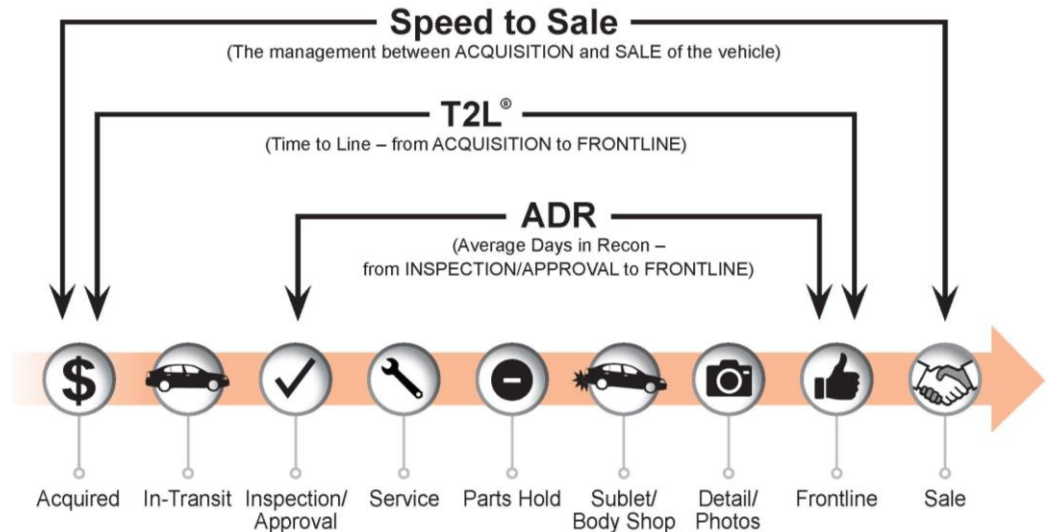 Speed to Sale
(The management between ACQUISITION and SALE of the vehicle)
T2L®
(Time to Line – from ACQUISITION to FRONTLINE)
ADR
(Average Days in Recon –
from INSPECTION/APPROVAL to FRONTLINE)
$
Acquired
In-Transit
Inspection/
Approval
Service
Parts Hold
Sublet/
Body Shop
Detail/
Photos
Frontline
Sale